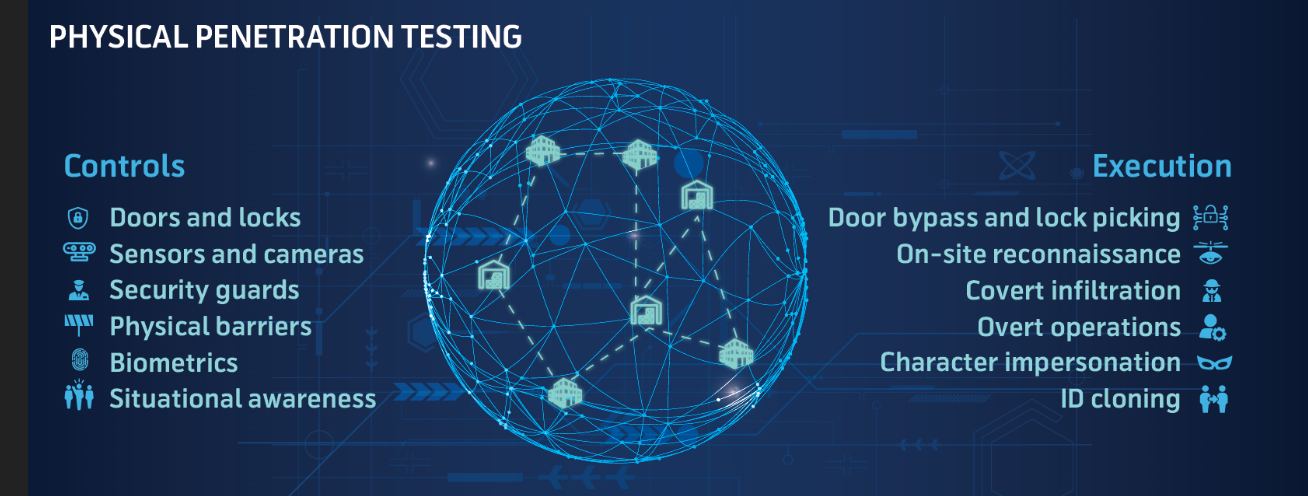 PHYSICAL PENETRATION TESTING
Controls
Doors and locks
Sensors and cameras
Security guards
Physical barriers
Biometrics
Situational awareness
Execution
Door bypass and lock picking
On-site reconnaissance
Covert infiltration
Overt operations
Character impersonation
ID cloning